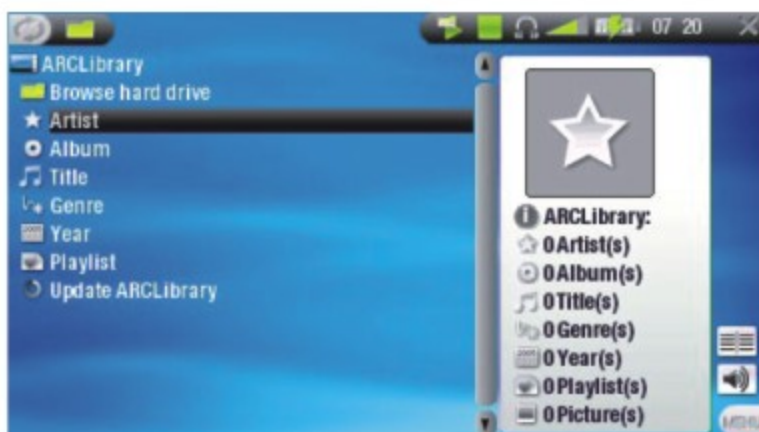 07 20
ARCLibrary
Browse hard drive
Artist
Album
Title
Genre
Year
Playlist
Update ARCLibrary
ARCLibrary:
0 Artist(s)
0 Album(s)
0 Title(s)
0 Genre(s)
0 Year(s)
0 Playlist(s)
0 Picture(s)
MENU